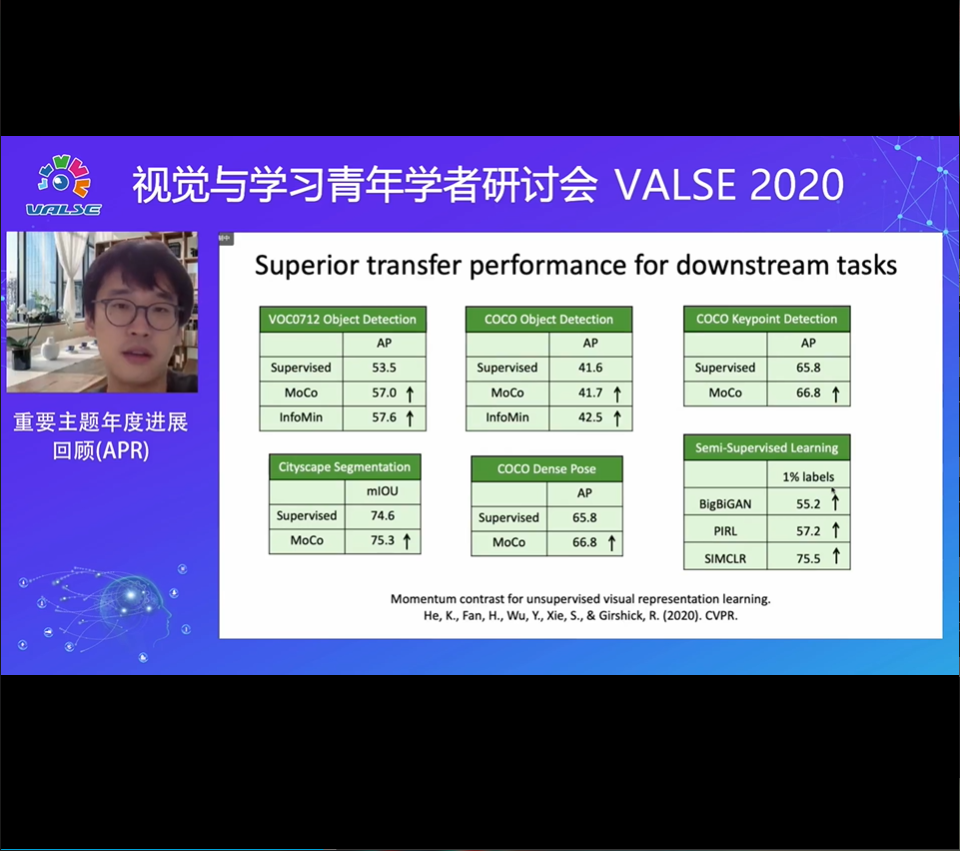 VALSE
视觉与学习青年学者研讨会 VALSE 2020
重要主题年度进展
回顾(APR)
Superior transfer performance for downstream tasks
VOC0712 Object Detection
AP
Supervised 53.5
MoCo 57.0 ↑
InfoMin 57.6 ↑
COCO Object Detection
AP
Supervised 41.6
MoCo 41.7 ↑
InfoMin 42.5 ↑
COCO Keypoint Detection
AP
Supervised 65.8
MoCo 66.8 ↑
Cityscape Segmentation
mIOU
Supervised 74.6
MoCo 75.3 ↑
COCO Dense Pose
AP
Supervised 65.8
MoCo 66.8 ↑
Semi-Supervised Learning
1% labels
BigBiGAN 55.2 ↑
PIRL 57.2 ↑
SIMCLR 75.5 ↑
Momentum contrast for unsupervised visual representation learning.
He, K., Fan, H., Wu, Y., Xie, S., & Girshick, R. (2020). CVPR.